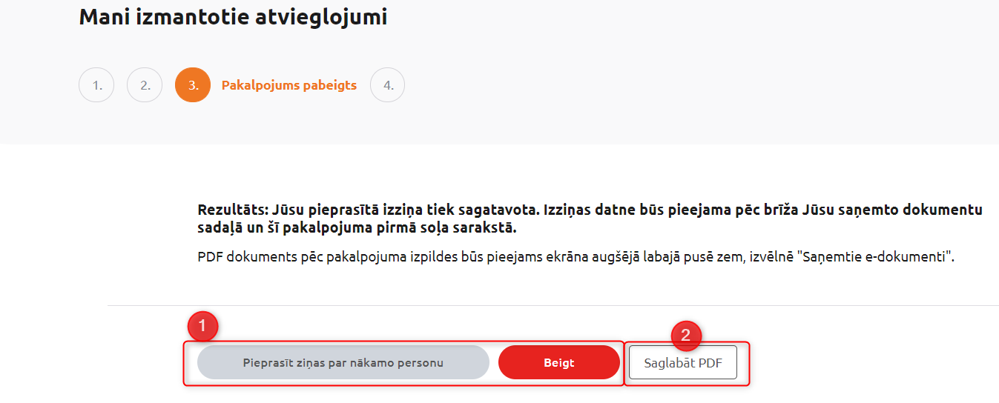 Mani izmantotie atvieglojumi
1. 2. 3. Pakalpojums pabeigts 4.
Rezultāts: Jūsu pieprasītā izziņa tiek sagatavota. Izziņas datne būs pieejama pēc brīža Jūsu saņemto dokumentu
sadaļā un šī pakalpojuma pirmā soļa sarakstā.
PDF dokuments pēc pakalpojuma izpildes būs pieejams ekrāna augšējā labajā pusē zem, izvēlnē "Saņemtie e-dokumenti".
1 2
Pieprasīt ziņas par nākamo personu Beigt Saglabāt PDF